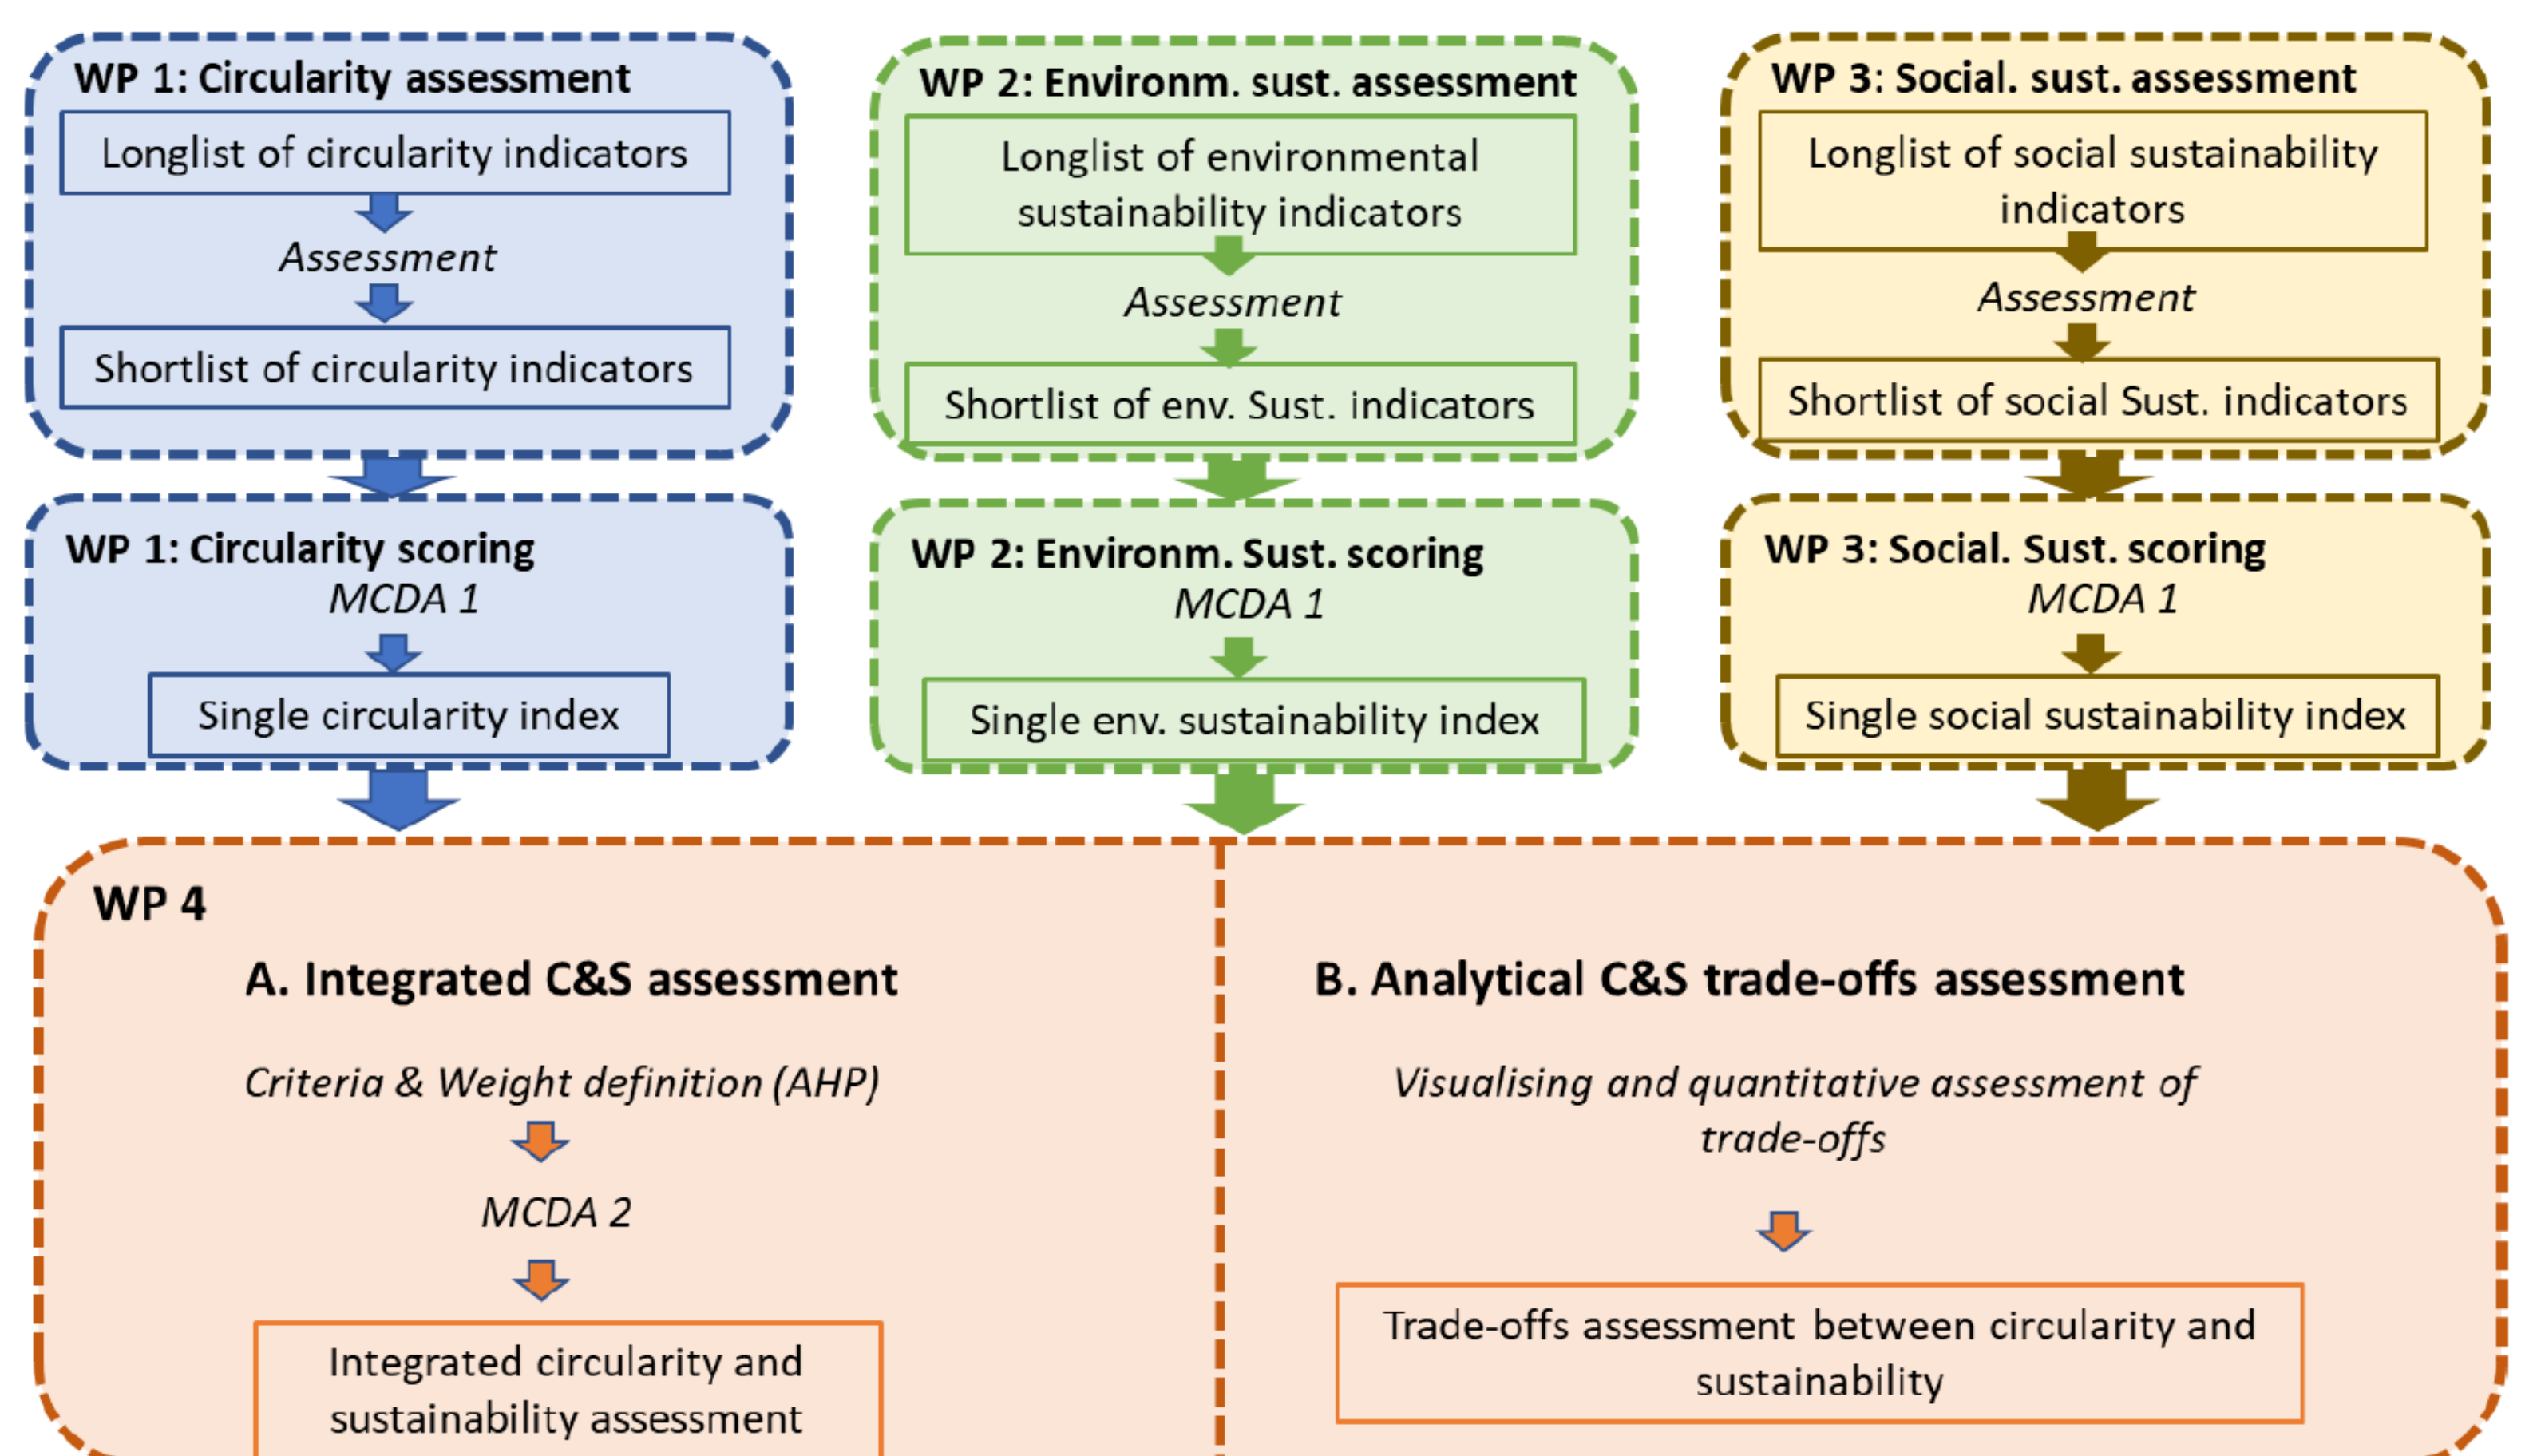 WP 1: Circularity assessment
Longlist of circularity indicators
Assessment
Shortlist of circularity indicators
WP 2: Environm. sust. assessment
Longlist of environmental
sustainability indicators
Assessment
Shortlist of env. Sust. indicators
WP 3: Social. sust. assessment
Longlist of social sustainability
indicators
Assessment
Shortlist of social Sust. indicators
WP 1: Circularity scoring
MCDA 1
Single circularity index
WP 2: Environm. Sust. scoring
MCDA 1
Single env. sustainability index
WP 3: Social. Sust. scoring
MCDA 1
Single social sustainability index
WP 4
A. Integrated C&S assessment
Criteria & Weight definition (AHP)
MCDA 2
Integrated circularity and
sustainability assessment
B. Analytical C&S trade-offs assessment
Visualising and quantitative assessment of
trade-offs
Trade-offs assessment between circularity and
sustainability